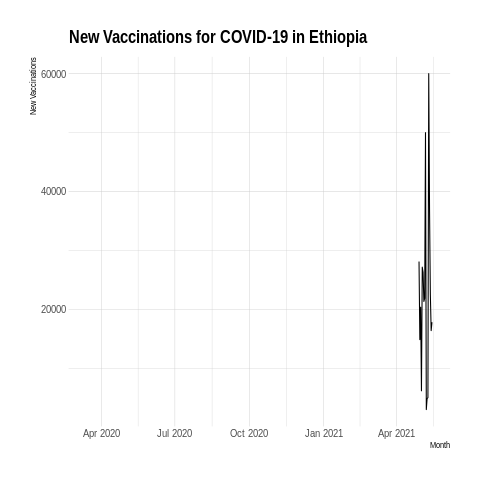 New Vaccinations for COVID-19 in Ethiopia
New Vaccinations
60000
40000
20000
Apr 2020 Jul 2020 Oct 2020 Jan 2021 Apr 2021
Month